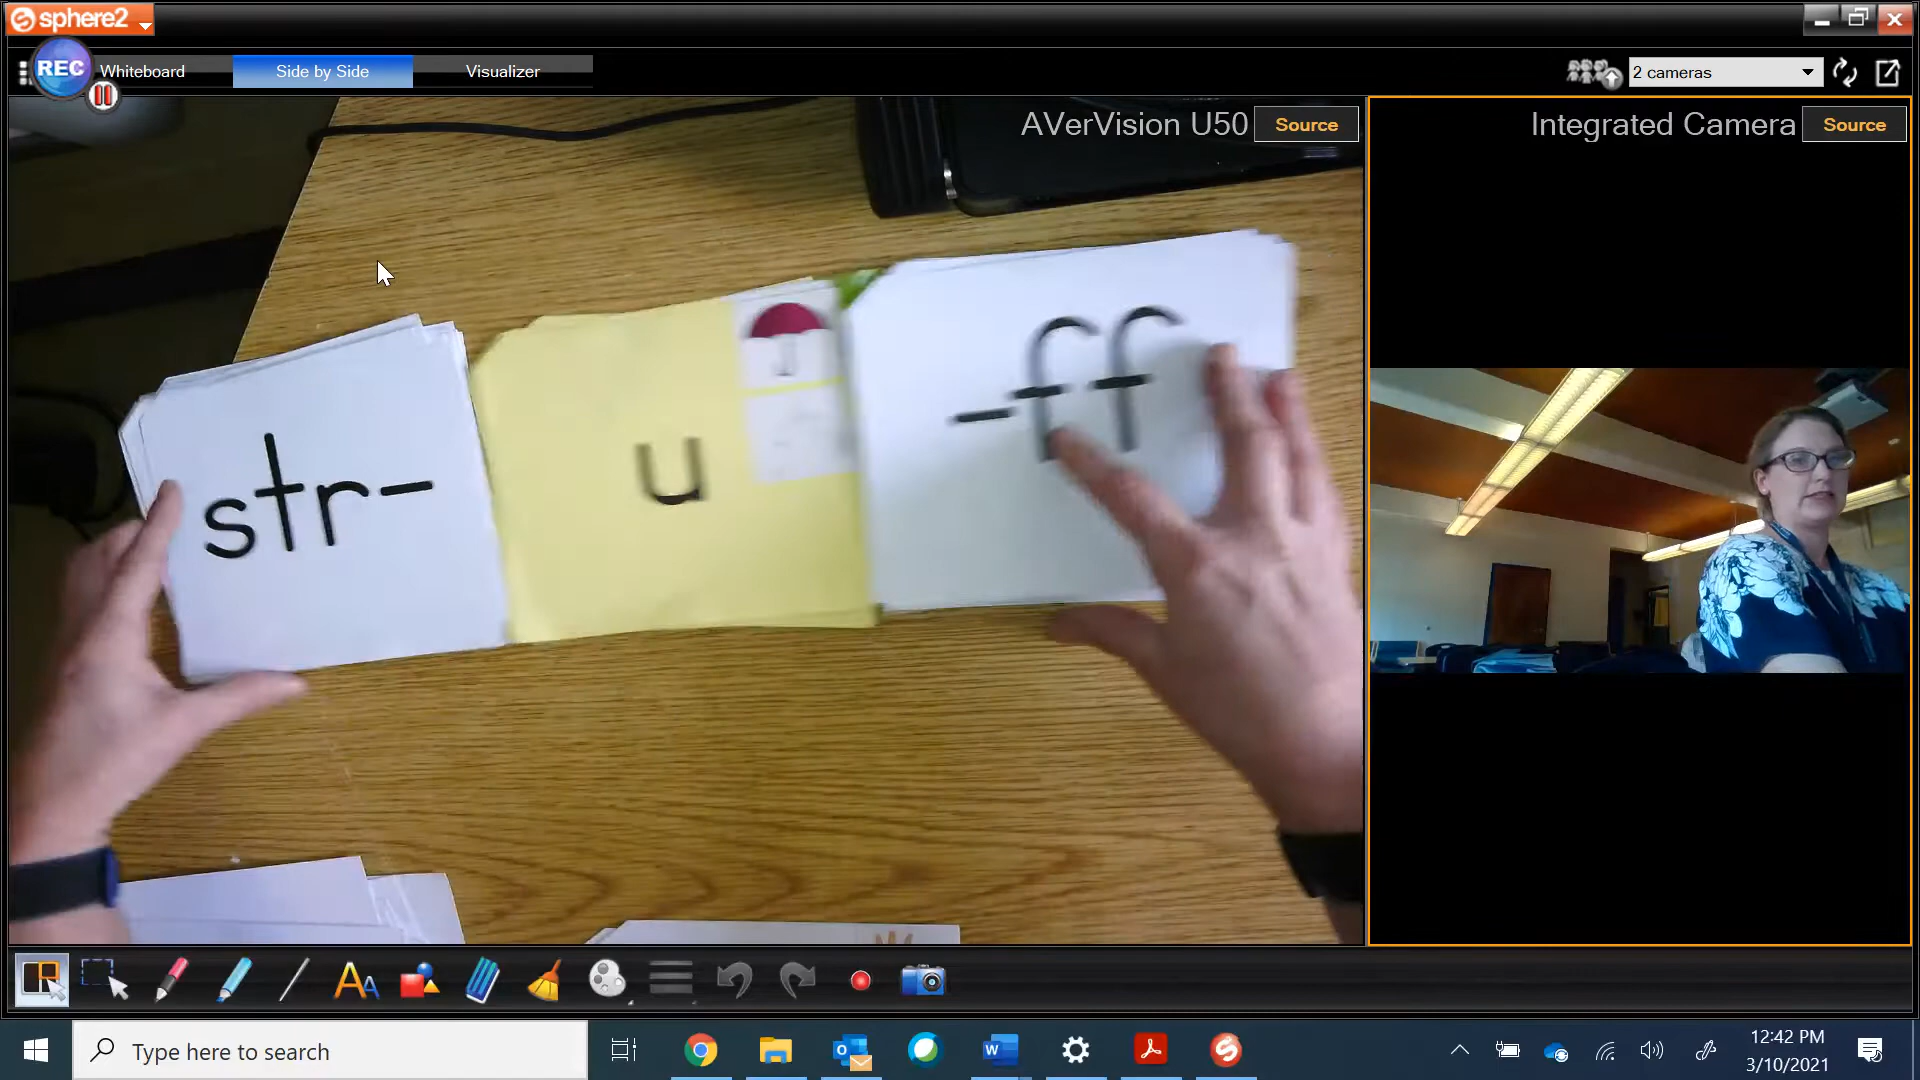 sphere2
REC
Whiteboard
Side by Side
Visualizer
2 cameras
AVerVision U50
Source
Integrated Camera
Source
str-
u
-ff
Type here to search
12:42 PM
3/10/2021